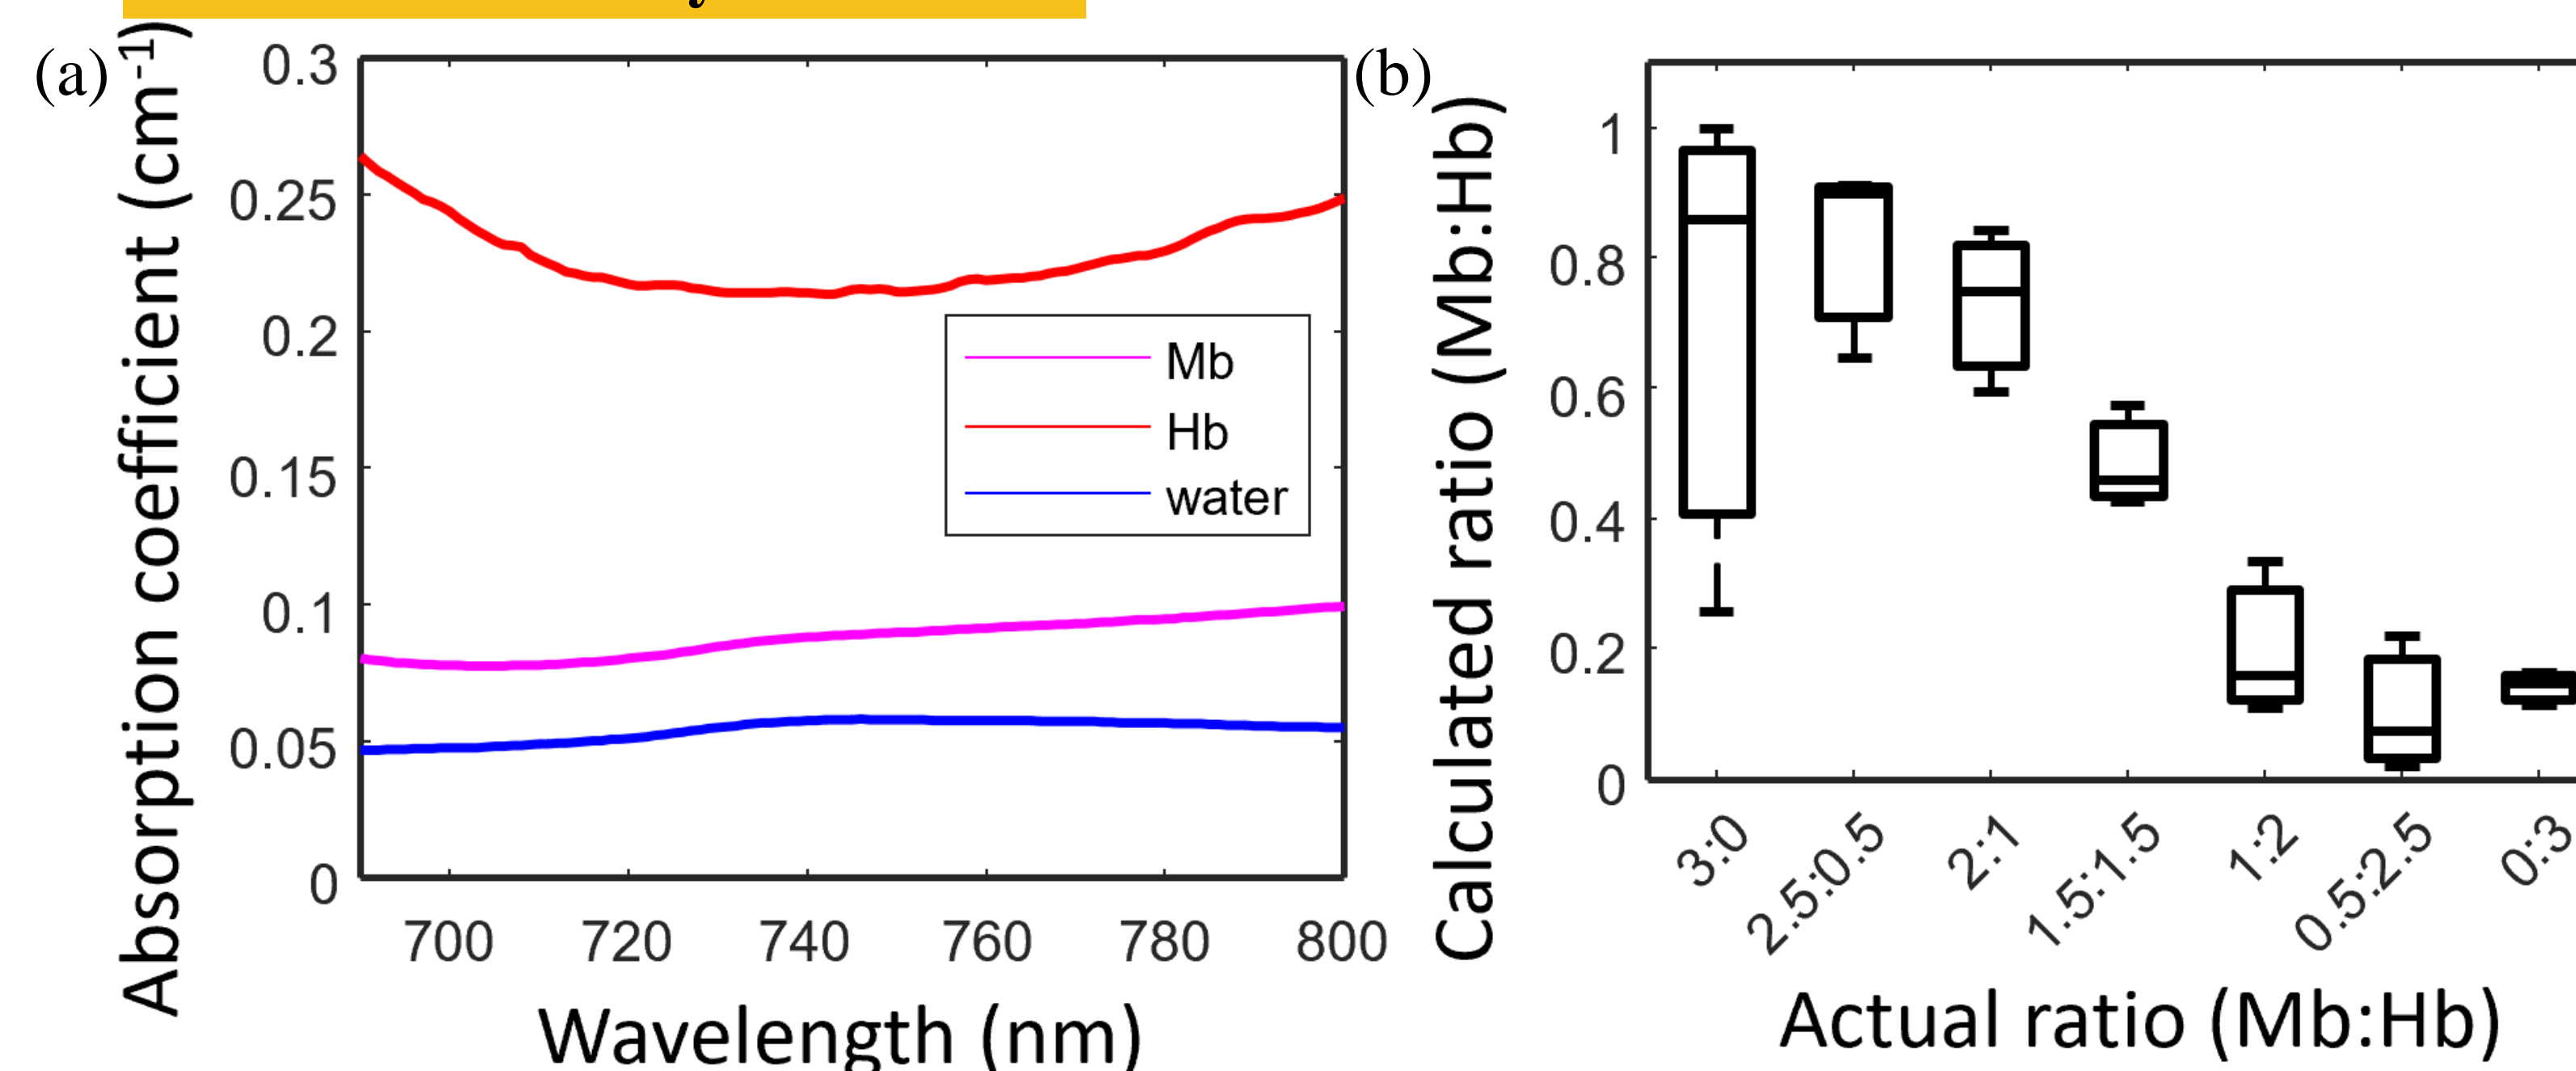 (a)
Absorption coefficient (cm⁻¹)
0.3
0.25
0.2
0.15
0.1
0.05
0
Mb
Hb
water
700 720 740 760 780 800
Wavelength (nm)
(b)
Calculated ratio (Mb:Hb)
1
0.8
0.6
0.4
0.2
0
3:0 2.5:0.5 2:1 1.5:1.5 1:2 0.5:2.5 0:3
Actual ratio (Mb:Hb)